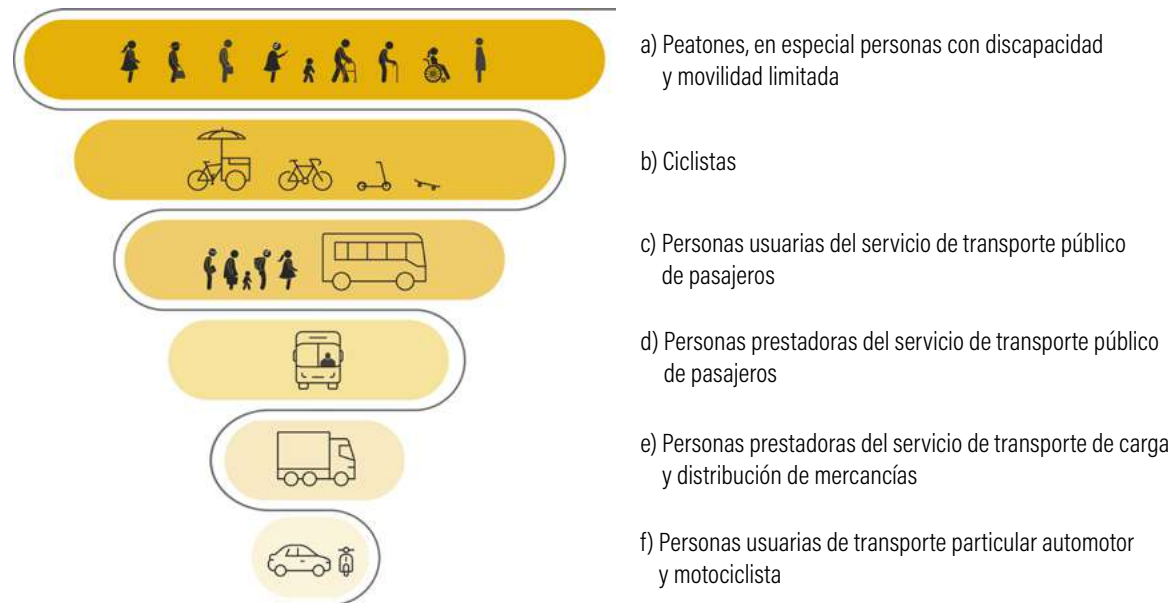 a) Peatones, en especial personas con discapacidad
y movilidad limitada
b) Ciclistas
c) Personas usuarias del servicio de transporte público
de pasajeros
d) Personas prestadoras del servicio de transporte público
de pasajeros
e) Personas prestadoras del servicio de transporte de carga
y distribución de mercancías
f) Personas usuarias de transporte particular automotor
y motociclista